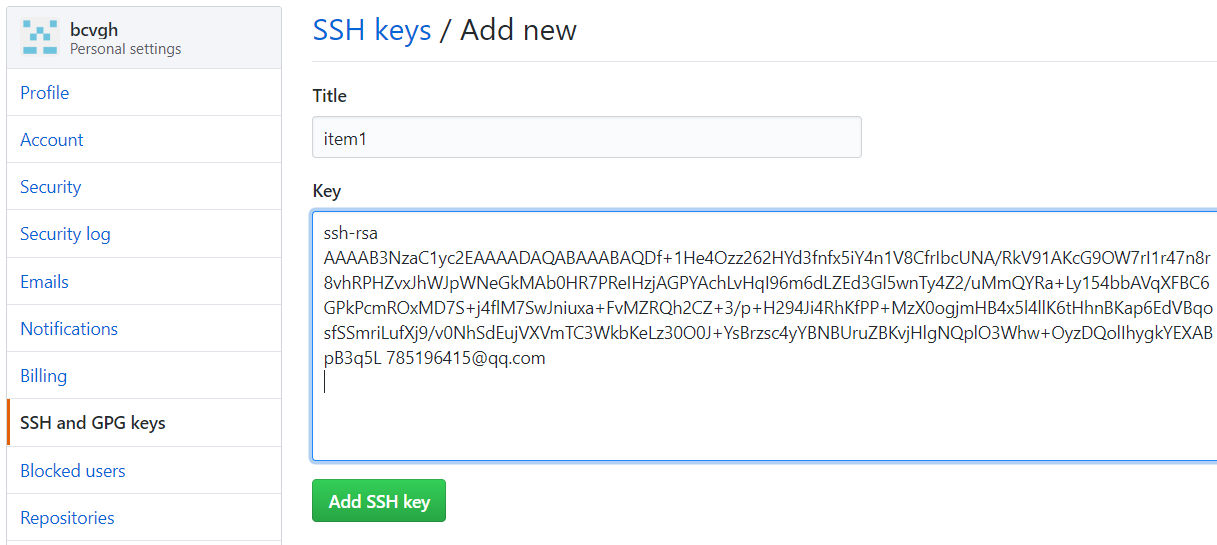 bcvgh
Personal settings
Profile
Account
Security
Security log
Emails
Notifications
Billing
SSH and GPG keys
Blocked users
Repositories
SSH keys / Add new
Title
item1
Key
ssh-rsa
AAAAB3NzaC1yc2EAAAADAQABAAABAQDf+1He4Ozz262HYd3fnfx5iY4n1V8CfrIbcUNA/RkV91AKcG9OW7rI1r47n8r
8vhRPHZvxJhWJpWNeGkMAb0HR7PReIHzjAGPYAchLvHqI96m6dLZEd3Gl5wnTy4Z2/uMmQYRa+Ly154bbAVqXFBC6
GPkPcmROxMD7S+j4flM7SwJniuxa+FvMZRQh2CZ+3/p+H294Ji4RhKfPP+MzX0ogjmHB4x5l4llK6tHhnBKap6EdVBqo
sfSSmriLufXj9/v0NhSdEujVXVmTC3WkbKeLz30O0J+YsBrzsc4yYBNBUruZBKvjHlgNQplO3Whw+OyzDQolIhygkYEXAB
pB3q5L 785196415@qq.com
Add SSH key